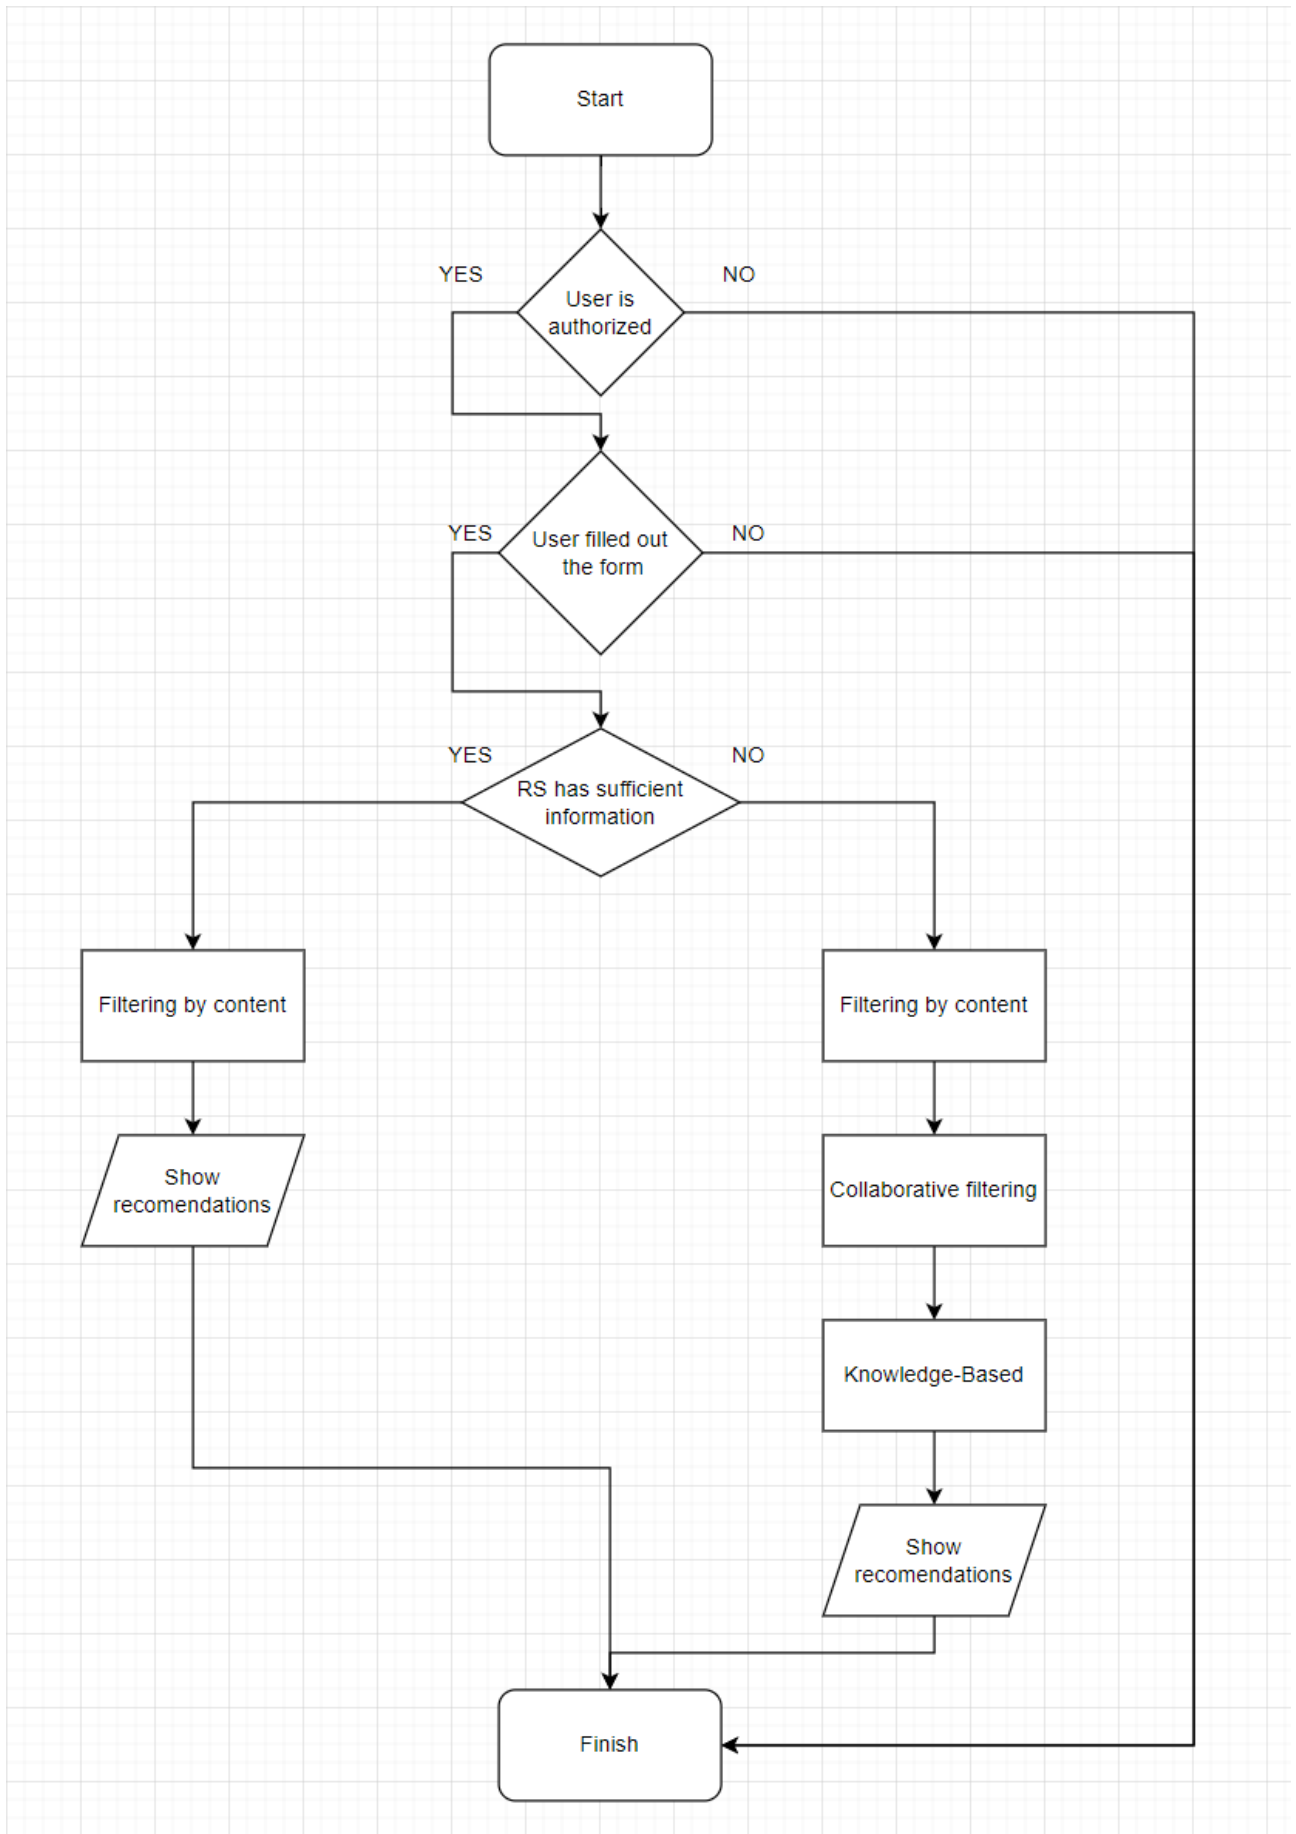 Start
YES
NO
User is
authorized
YES
NO
User filled out
the form
YES
NO
RS has sufficient
information
Filtering by content
Filtering by content
Show
recomendations
Collaborative filtering
Knowledge-Based
Show
recomendations
Finish